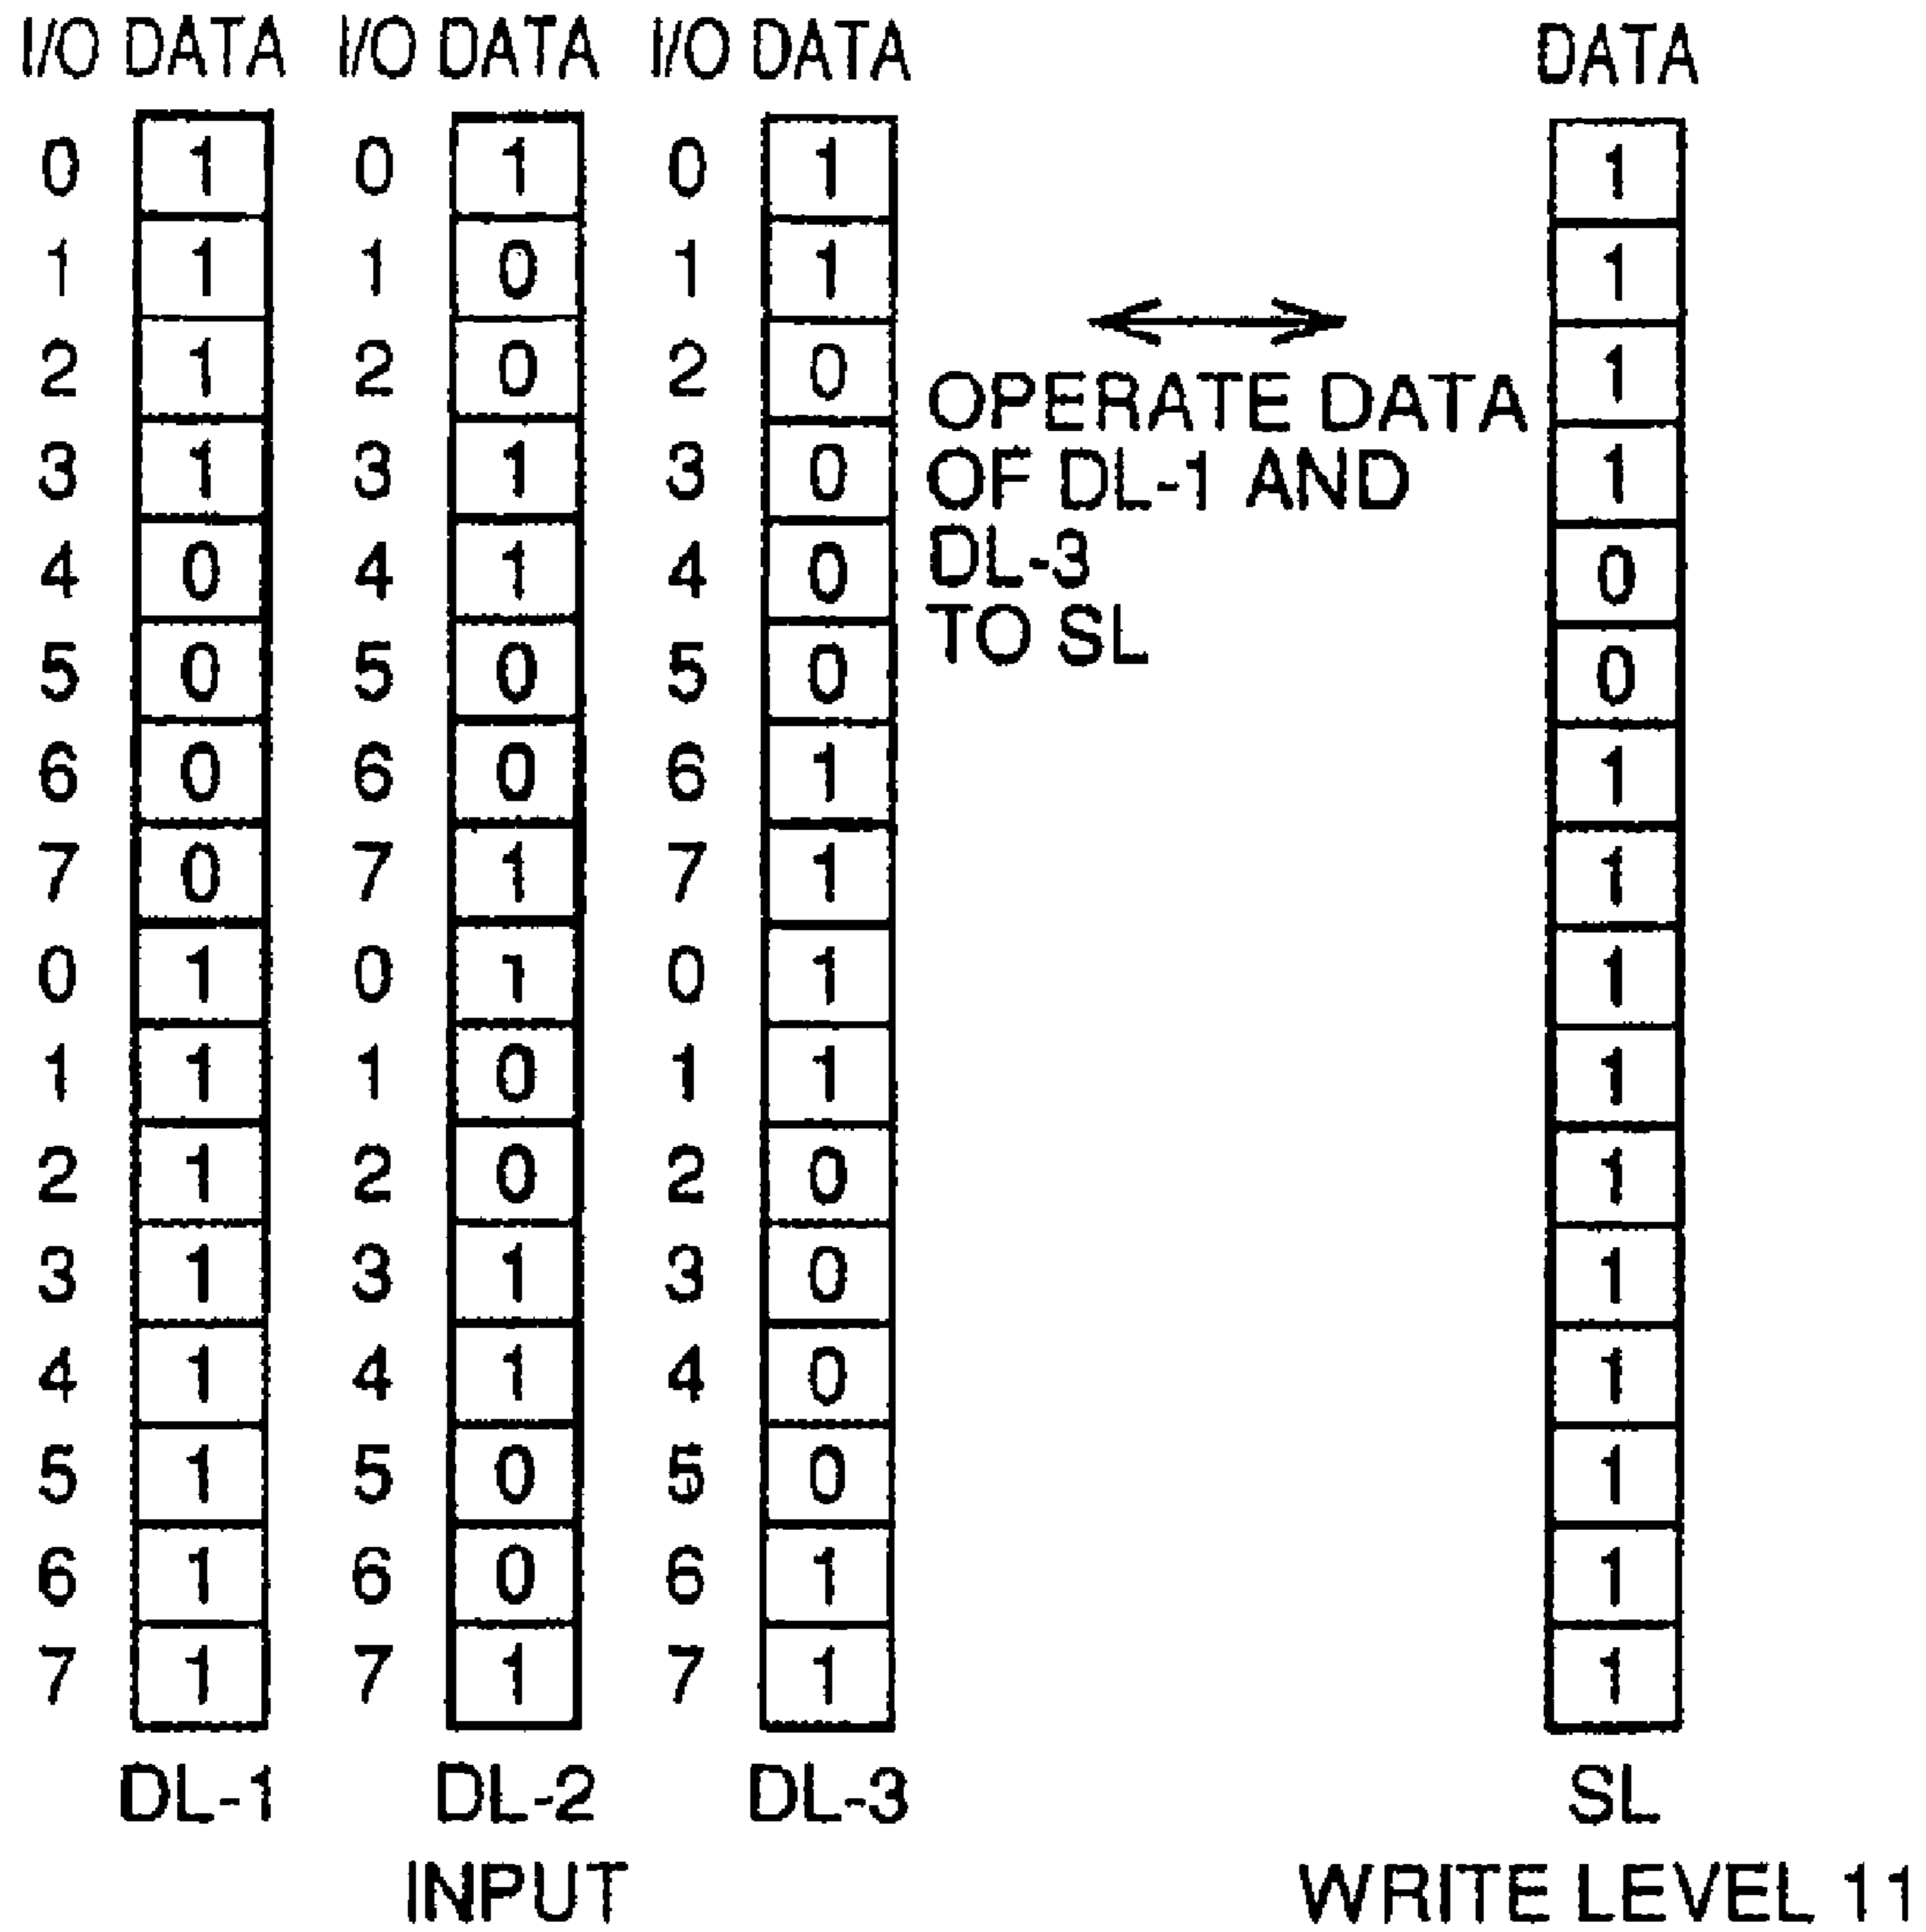 I/O DATA I/O DATA I/O DATA DATA
0 1 0 1 0 1 1
1 1 1 0 1 1 1
2 1 2 0 2 0 1
3 1 3 1 3 0 1
4 0 4 1 4 0 0
5 0 5 0 5 0 0
6 0 6 0 6 1 1
7 0 7 1 7 1 1
0 1 0 1 0 1 1
1 1 1 0 1 1 1
2 1 2 0 2 0 1
3 1 3 1 3 0 1
4 1 4 1 4 0 1
5 1 5 0 5 0 1
6 1 6 0 6 1 1
7 1 7 1 7 1 1
OPERATE DATA
OF DL-1 AND
DL-3
TO SL
DL-1 DL-2 DL-3 SL
INPUT WRITE LEVEL 11